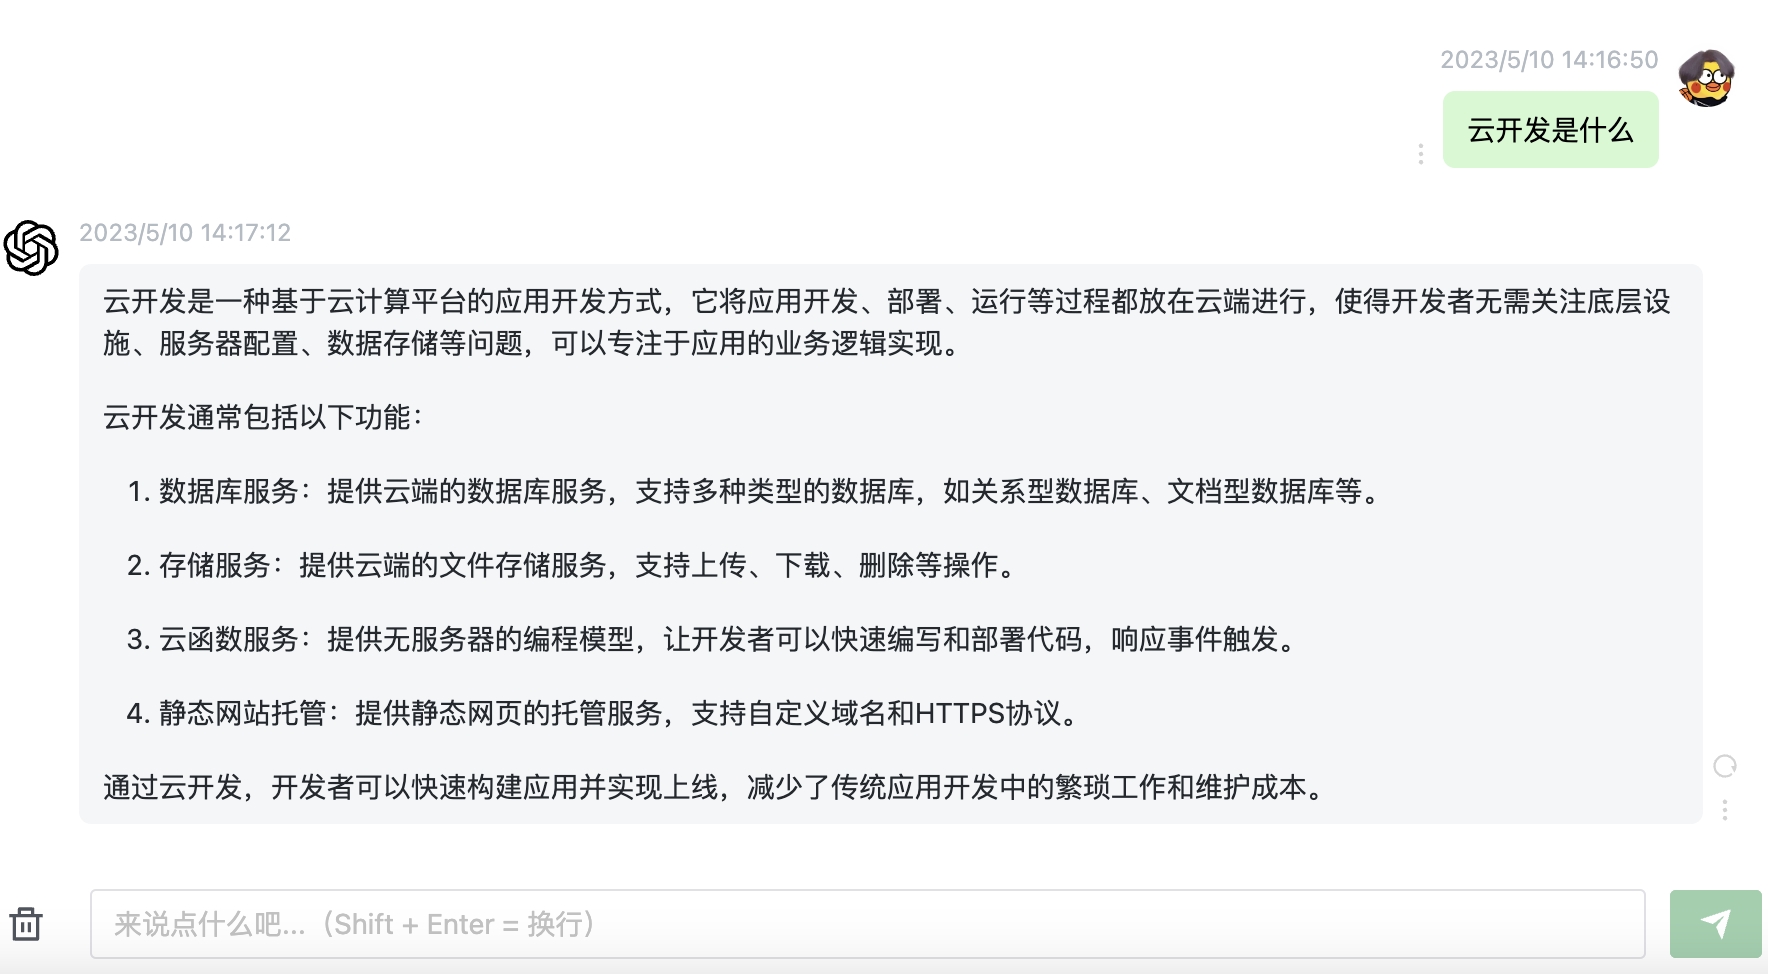 2023/5/10 14:16:50
云开发是什么
2023/5/10 14:17:12
云开发是一种基于云计算平台的应用开发方式，它将应用开发、部署、运行等过程都放在云端进行，使得开发者无需关注底层设
施、服务器配置、数据存储等问题，可以专注于应用的业务逻辑实现。
云开发通常包括以下功能：
1. 数据库服务：提供云端的数据库服务，支持多种类型的数据库，如关系型数据库、文档型数据库等。
2. 存储服务：提供云端的文件存储服务，支持上传、下载、删除等操作。
3. 云函数服务：提供无服务器的编程模型，让开发者可以快速编写和部署代码，响应事件触发。
4. 静态网站托管：提供静态网页的托管服务，支持自定义域名和HTTPS协议。
通过云开发，开发者可以快速构建应用并实现上线，减少了传统应用开发中的繁琐工作和维护成本。
来说点什么吧...（Shift + Enter = 换行）